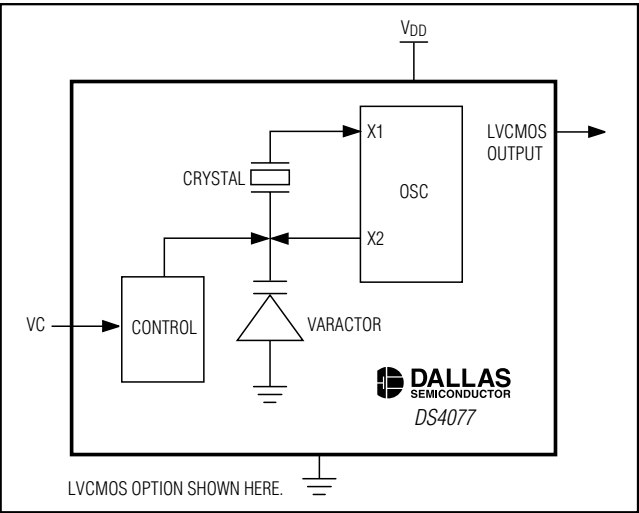 VDD
X1
LVCMOS
OUTPUT
CRYSTAL
OSC
X2
VC
CONTROL
VARACTOR
DALLAS
SEMICONDUCTOR
DS4077
LVCMOS OPTION SHOWN HERE.